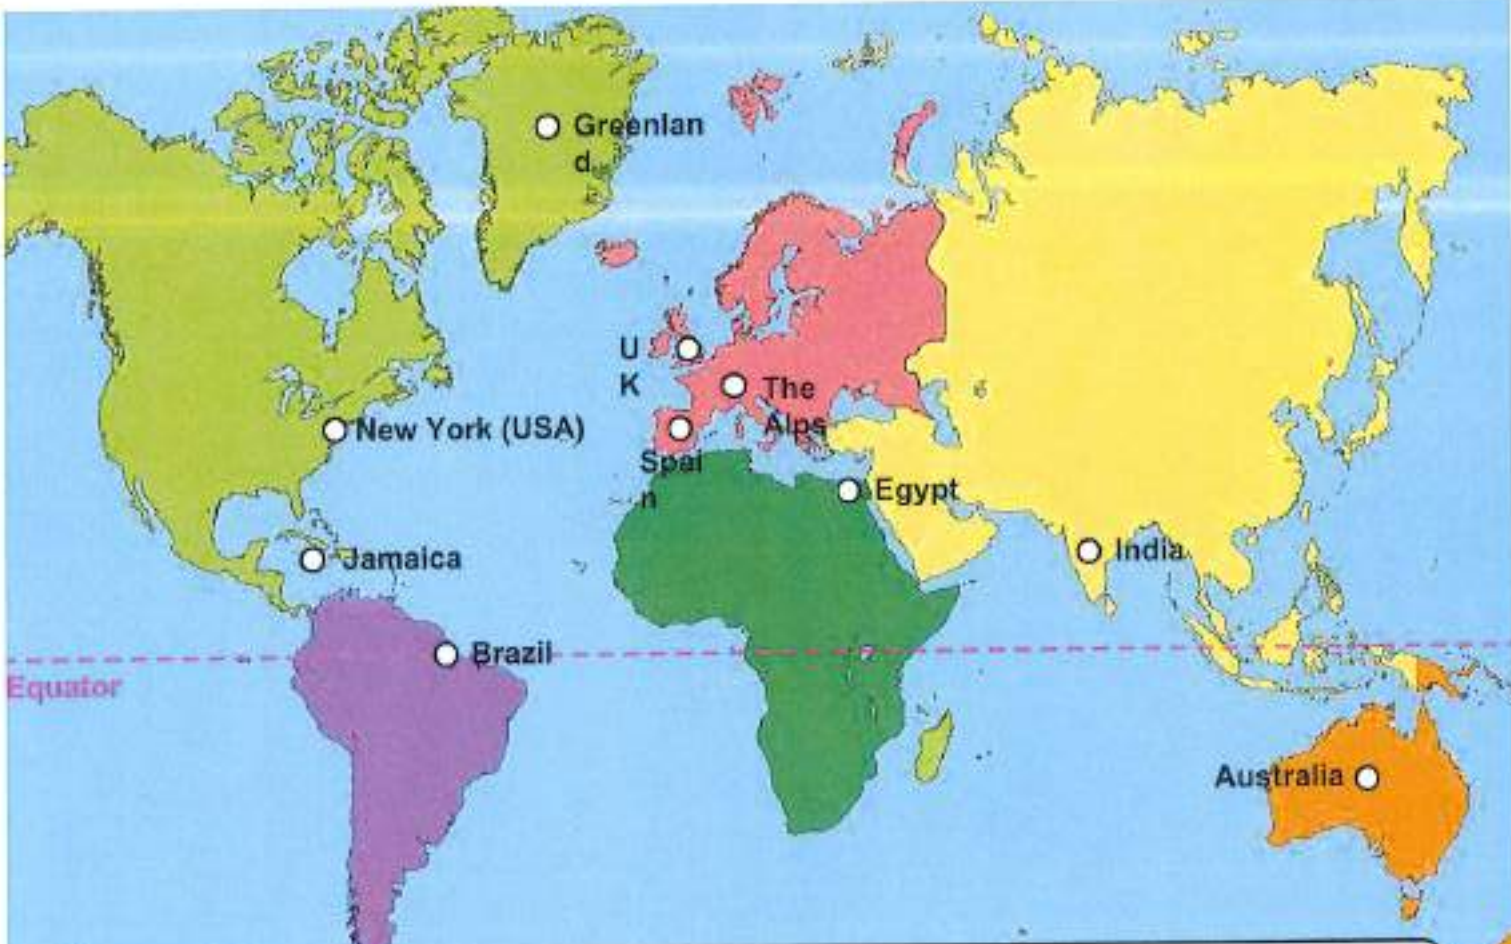 Greenlan
d
U
K
The
Alps
New York (USA)
Spai
n
Egypt
Jamaica
India
Brazil
Equator
Australia